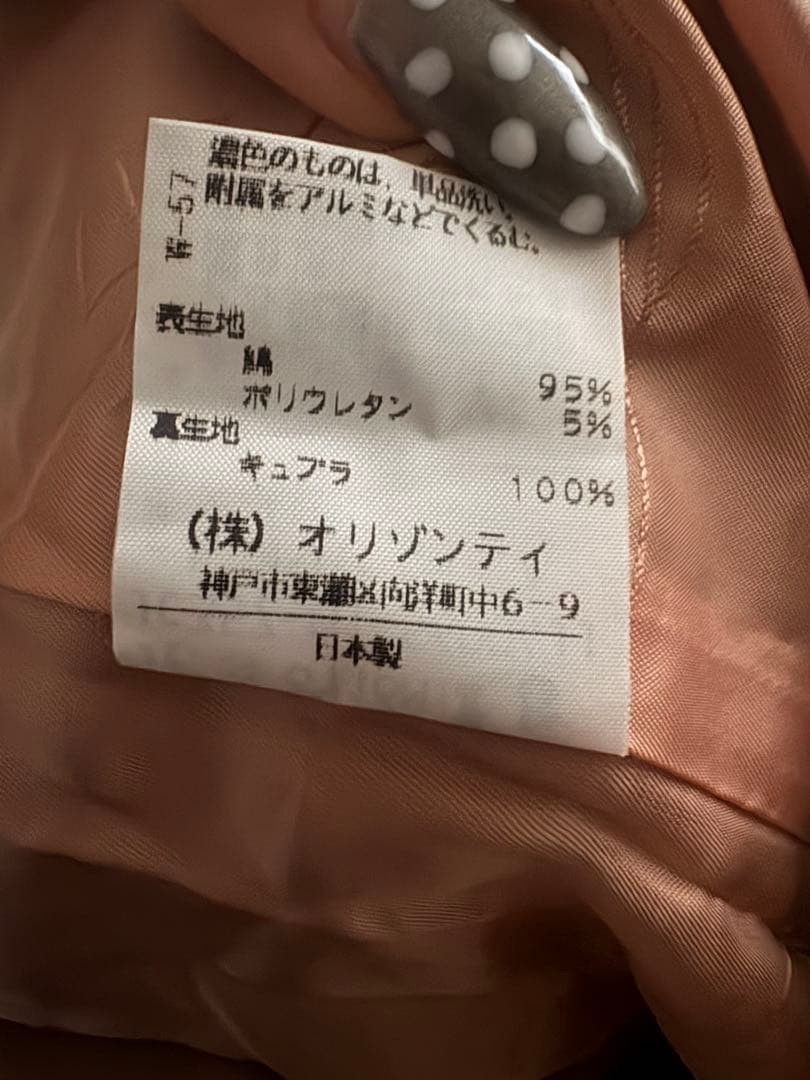 濃色のものは、単品洗い、
附属をアルミなどでくるむ。
W-57
表生地
綿 95%
ポリウレタン 5%
裏生地
キュプラ 100%
(株) オリゾンティ
神戸市東灘区向洋町中6-9
日本製